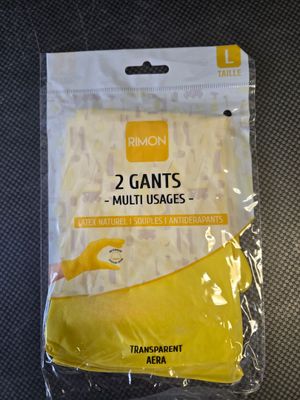 L
TAILLE
RIMON
2 GANTS
- MULTI USAGES -
LATEX NATUREL | SOUPLES | ANTIDÉRAPANTS
TRANSPARENT
AERA